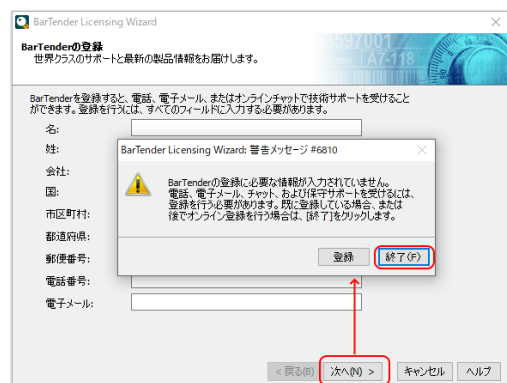 BarTender Licensing Wizard
BarTenderの登録
世界クラスのサポートと最新の製品情報をお届けします。
3597001
A7-118
BarTenderを登録すると、電話、電子メール、またはオンラインチャットで技術サポートを受けること
ができます。登録を行うには、すべてのフィールドに入力する必要があります。
名:
姓:
会社:
国:
市区町村:
都道府県:
郵便番号:
電話番号:
電子メール:
BarTender Licensing Wizard: 警告メッセージ #6810
BarTenderの登録に必要な情報が入力されていません。
電話、電子メール、チャット、および保守サポートを受けるには、
登録を行う必要があります。既に登録している場合、または
後でオンライン登録を行う場合は、[終了]をクリックします。
登録
終了(F)
< 戻る(B)
次へ(N) >
キャンセル
ヘルプ